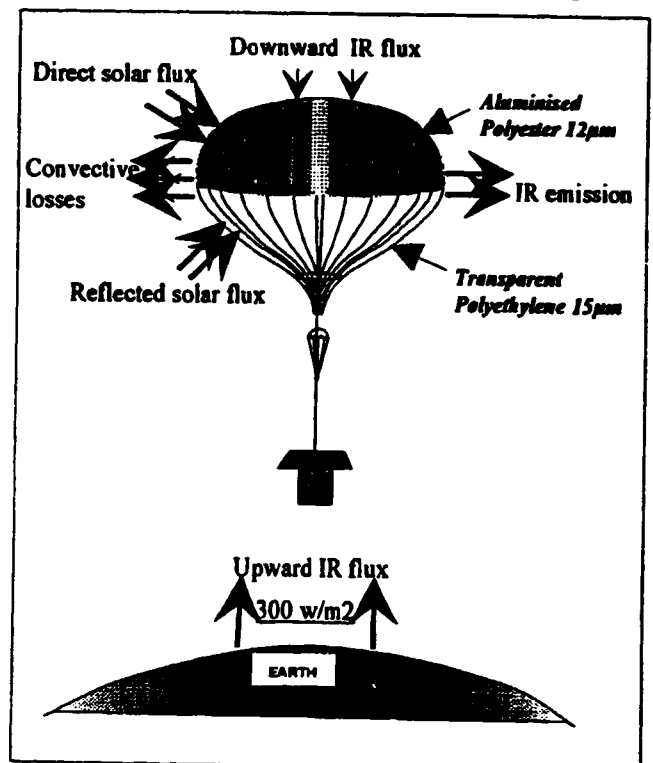 Downward IR flux
Direct solar flux
Aluminised
Polyester 12µm
Convective
losses
IR emission
Reflected solar flux
Transparent
Polyethylene 15µm
Upward IR flux
300 w/m2
EARTH